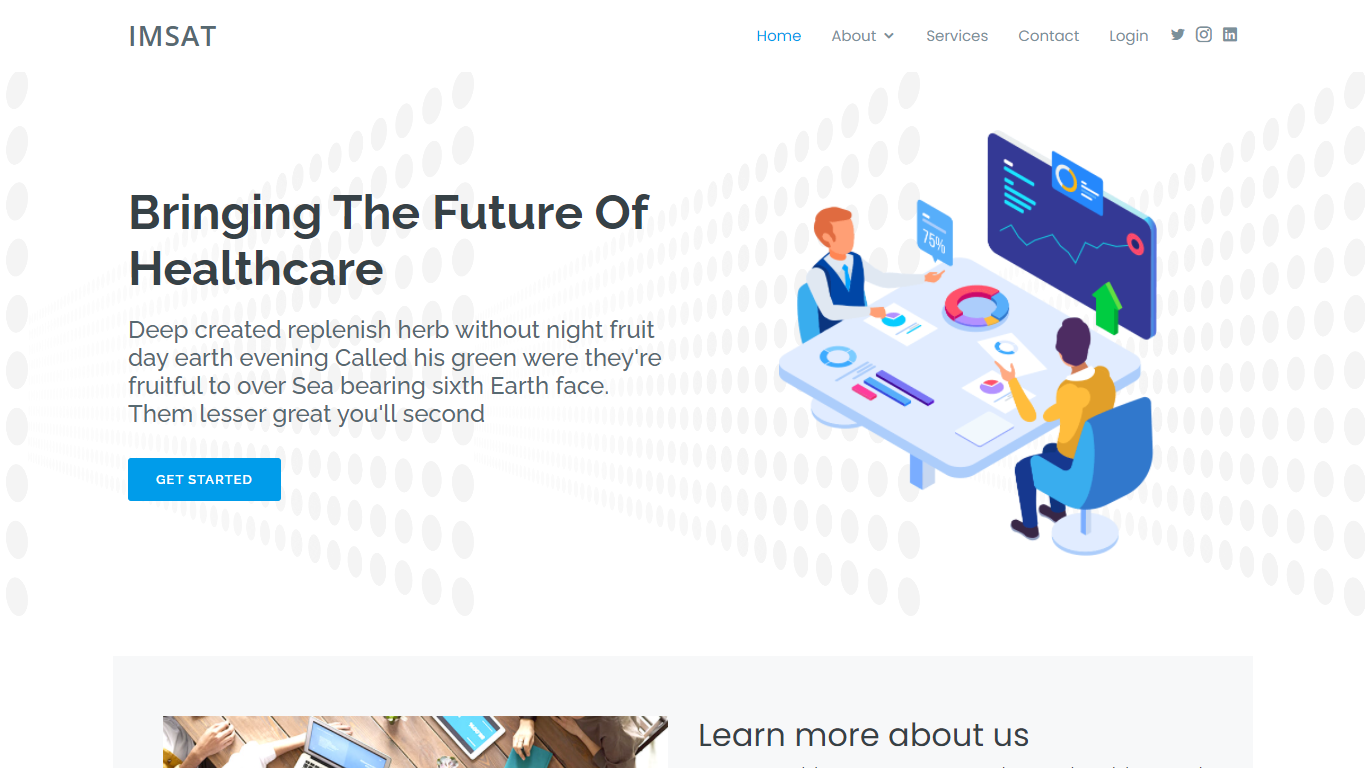 IMSAT
Home
About
Services
Contact
Login
Bringing The Future Of
Healthcare
Deep created replenish herb without night fruit
day earth evening Called his green were they're
fruitful to over Sea bearing sixth Earth face.
Them lesser great you'll second
GET STARTED
75%
Learn more about us